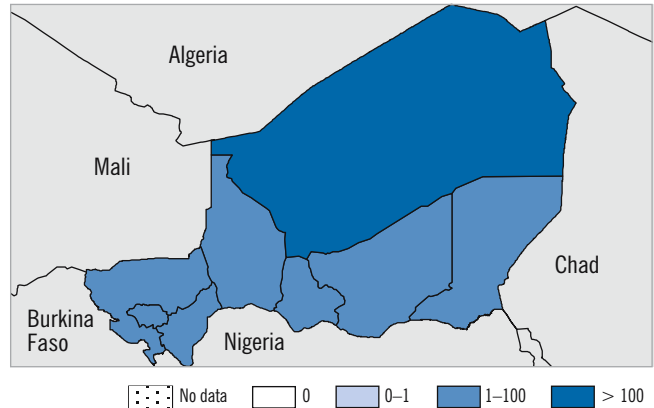 Algeria
Mali
Chad
Burkina
Faso
Nigeria
No data
0
0–1
1–100
> 100